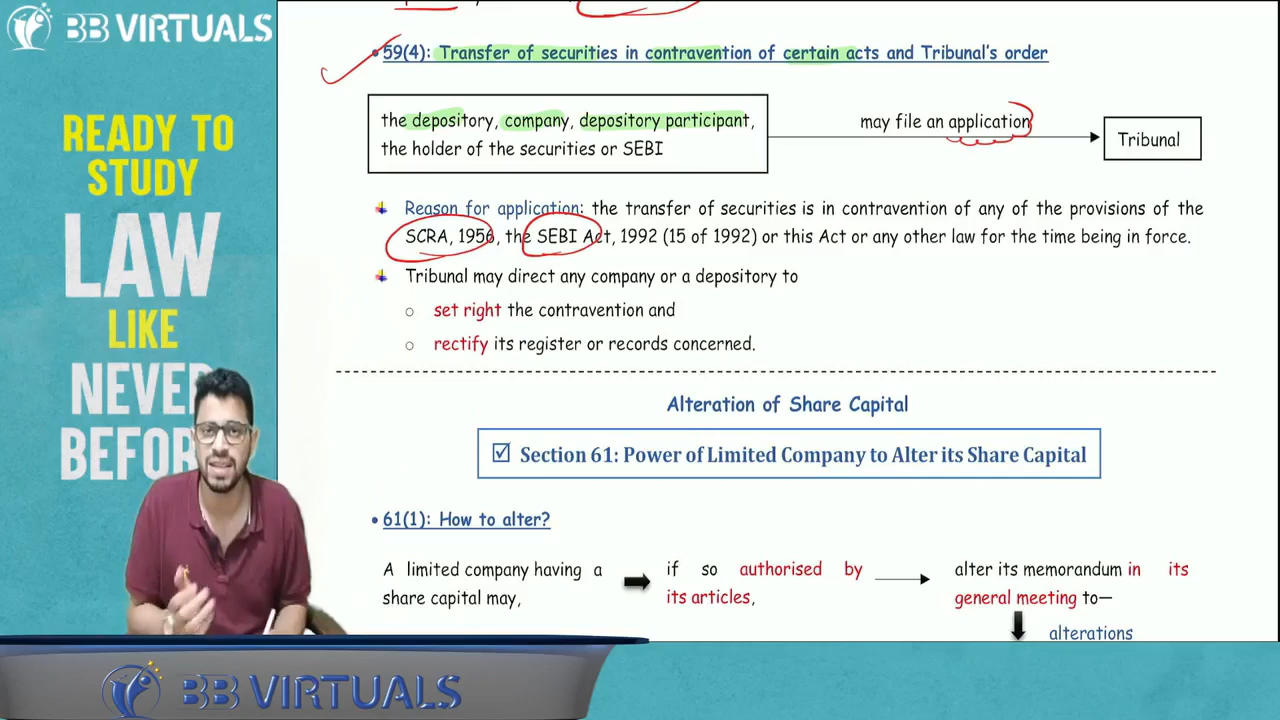 BB VIRTUALS
READY TO
STUDY
LAW
LIKE
NEVER
59(4): Transfer of securities in contravention of certain acts and Tribunal's order
the depository, company, depository participant,
the holder of the securities or SEBI
may file an application
Tribunal
Reason for application: the transfer of securities is in contravention of any of the provisions of the
SCRA, 1956, the SEBI Act, 1992 (15 of 1992) or this Act or any other law for the time being in force.
Tribunal may direct any company or a depository to
set right the contravention and
rectify its register or records concerned.
Alteration of Share Capital
Section 61: Power of Limited Company to Alter its Share Capital
61(1): How to alter?
A limited company having a
share capital may,
if so authorised by
its articles,
alter its memorandum in its
general meeting to—
alterations
BB VIRTUALS